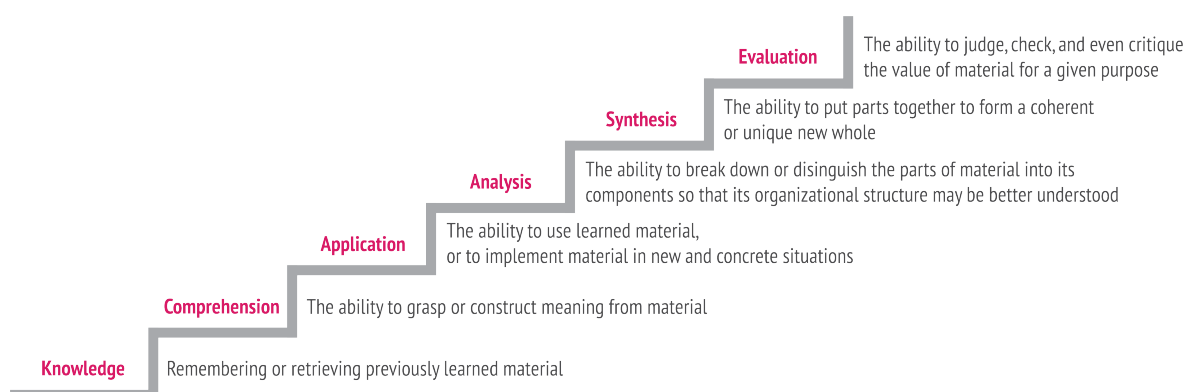 Evaluation
The ability to judge, check, and even critique
the value of material for a given purpose
Synthesis
The ability to put parts together to form a coherent
or unique new whole
Analysis
The ability to break down or disinguish the parts of material into its
components so that its organizational structure may be better understood
Application
The ability to use learned material,
or to implement material in new and concrete situations
Comprehension
The ability to grasp or construct meaning from material
Knowledge
Remembering or retrieving previously learned material